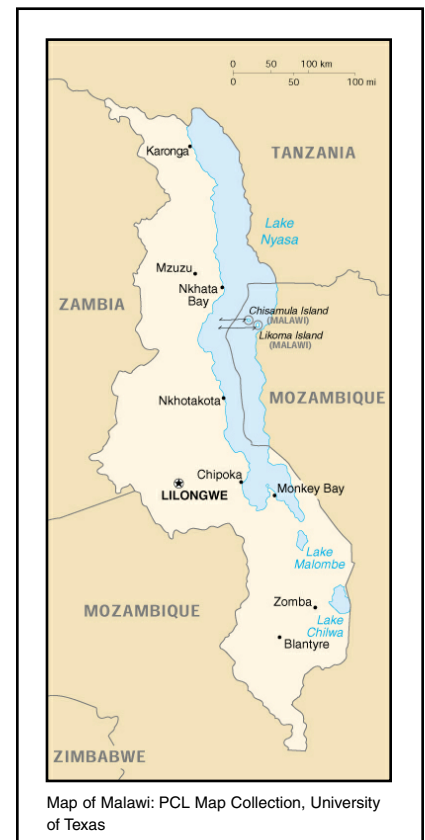 0 50 100 km
0 50 100 mi
Karonga
TANZANIA
Lake
Nyasa
Mzuzu
Nkhata
Bay
ZAMBIA
Chisamula Island
(MALAWI)
Likoma Island
(MALAWI)
Nkhotakota
MOZAMBIQUE
Chipoka
LILONGWE
Monkey Bay
Lake
Malombe
MOZAMBIQUE
Zomba
Lake
Chilwa
Blantyre
ZIMBABWE
Map of Malawi: PCL Map Collection, University
of Texas